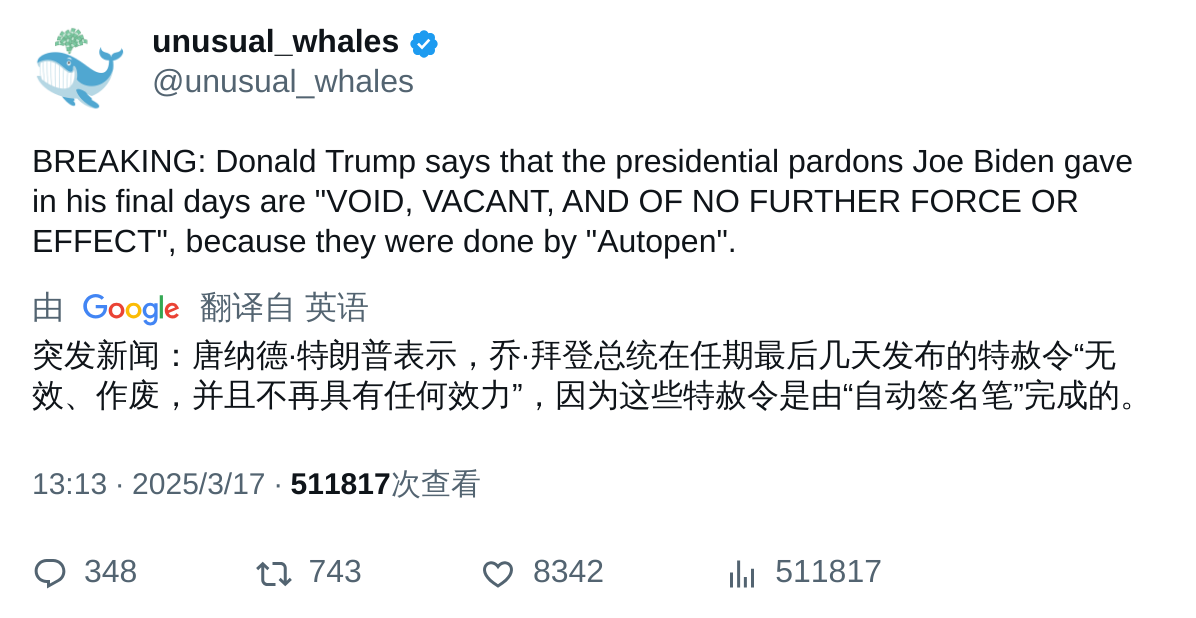 unusual_whales
@unusual_whales
BREAKING: Donald Trump says that the presidential pardons Joe Biden gave
in his final days are "VOID, VACANT, AND OF NO FURTHER FORCE OR
EFFECT", because they were done by "Autopen".
由 Google 翻译自 英语
突发新闻：唐纳德·特朗普表示，乔·拜登总统在任期最后几天发布的特赦令“无
效、作废，并且不再具有任何效力”，因为这些特赦令是由“自动签名笔”完成的。
13:13 · 2025/3/17 · 511817次查看
348 743 8342 511817